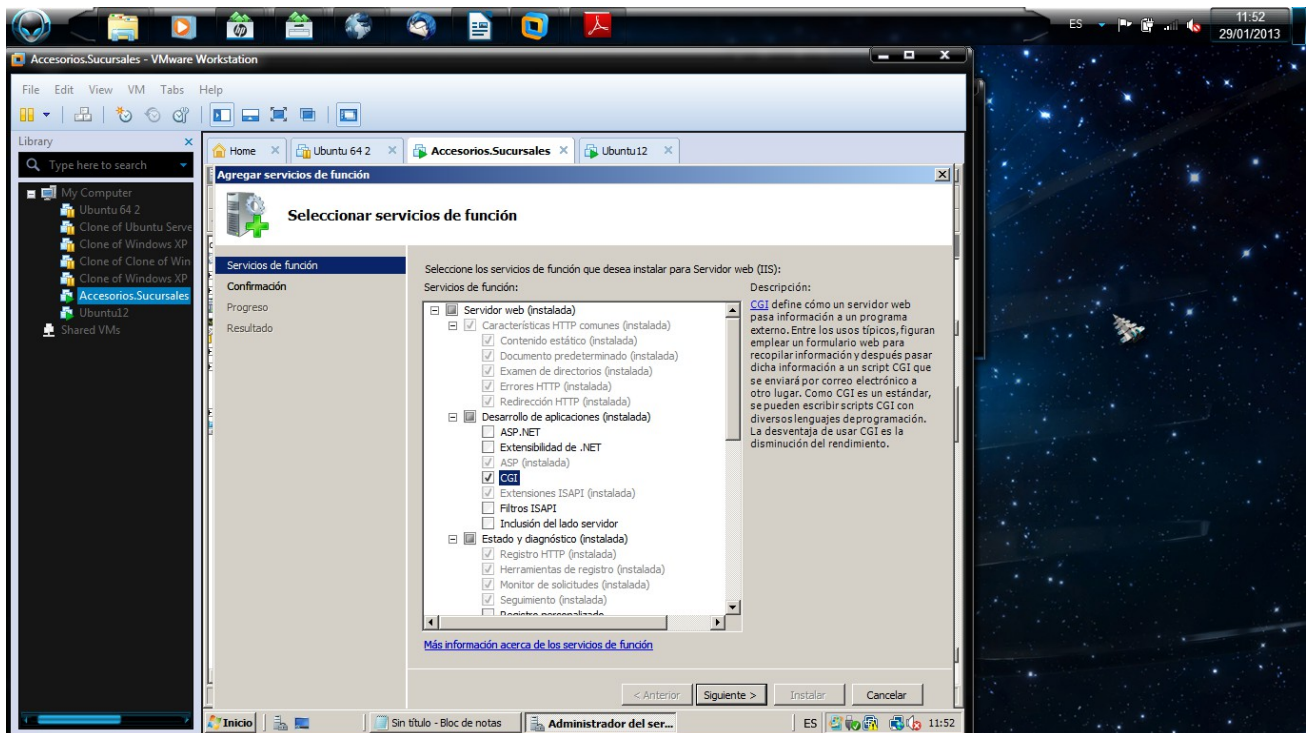 ES
11:52
29/01/2013
Accesorios.Sucursales - VMware Workstation
File Edit View VM Tabs Help
Library
Type here to search
My Computer
Ubuntu 64 2
Clone of Ubuntu Serve
Clone of Windows XP
Clone of Clone of Win
Clone of Windows XP
Accesorios.Sucursales
Ubuntu12
Shared VMs
Home
Ubuntu 64 2
Accesorios.Sucursales
Ubuntu12
Agregar servicios de función
Seleccionar servicios de función
Servicios de función
Confirmación
Progreso
Resultado
Seleccione los servicios de función que desea instalar para Servidor web (IIS):
Servicios de función:
Servidor web (instalada)
Características HTTP comunes (instalada)
Contenido estático (instalada)
Documento predeterminado (instalada)
Examen de directorios (instalada)
Errores HTTP (instalada)
Redirección HTTP (instalada)
Desarrollo de aplicaciones (instalada)
ASP.NET
Extensibilidad de .NET
ASP (instalada)
CGI
Extensiones ISAPI (instalada)
Filtros ISAPI
Inclusión del lado servidor
Estado y diagnóstico (instalada)
Registro HTTP (instalada)
Herramientas de registro (instalada)
Monitor de solicitudes (instalada)
Seguimiento (instalada)
Registro personalizado
Descripción:
CGI define cómo un servidor web
pasa información a un programa
externo. Entre los usos típicos, figuran
emplear un formulario web para
recopilar información y después pasar
dicha información a un script CGI que
se enviará por correo electrónico a
otro lugar. Como CGI es un estándar,
se pueden escribir scripts CGI con
diversos lenguajes de programación.
La desventaja de usar CGI es la
disminución del rendimiento.
Más información acerca de los servicios de función
< Anterior
Siguiente >
Instalar
Cancelar
Inicio
Sin título - Bloc de notas
Administrador del ser...
ES
11:52